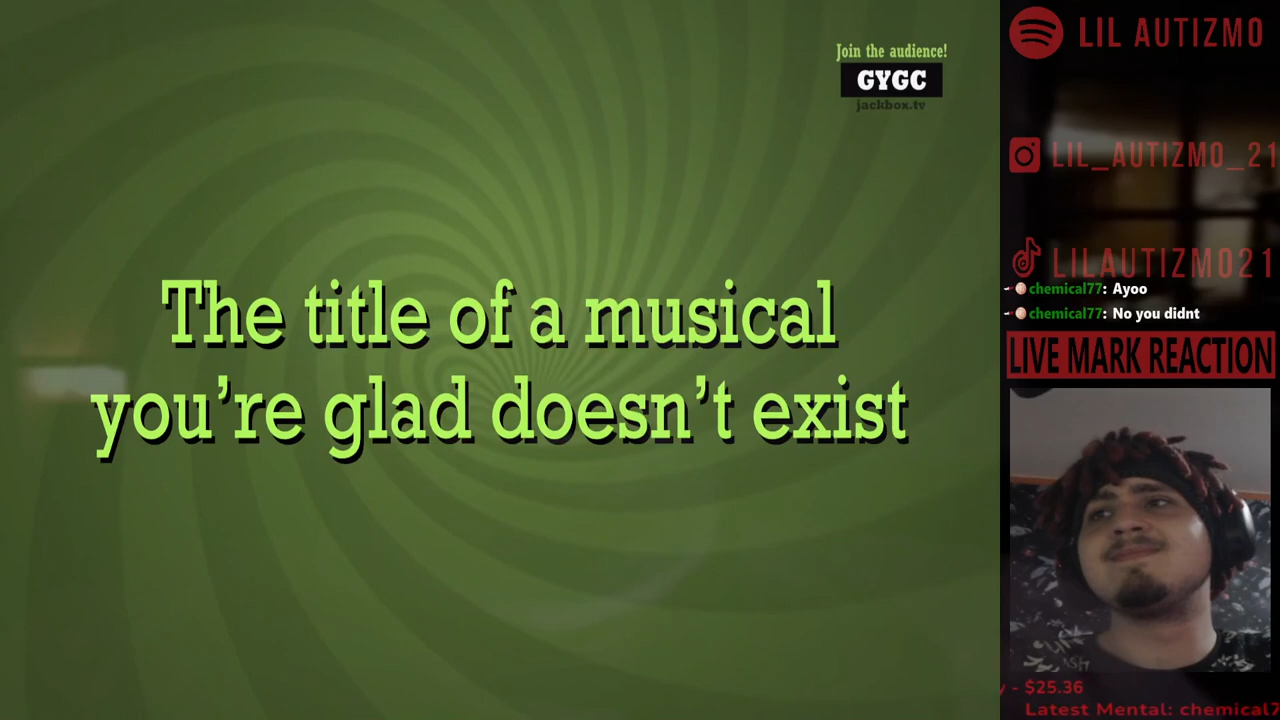 Join the audience!
GYGC
jackbox.tv
The title of a musical
you're glad doesn't exist
LIL AUTIZMO
LIL_AUTIZMO_21
LILAUTIZMO21
chemical77: Ayoo
chemical77: No you didnt
LIVE MARK REACTION
- $25.36
Latest Mental: chemical7